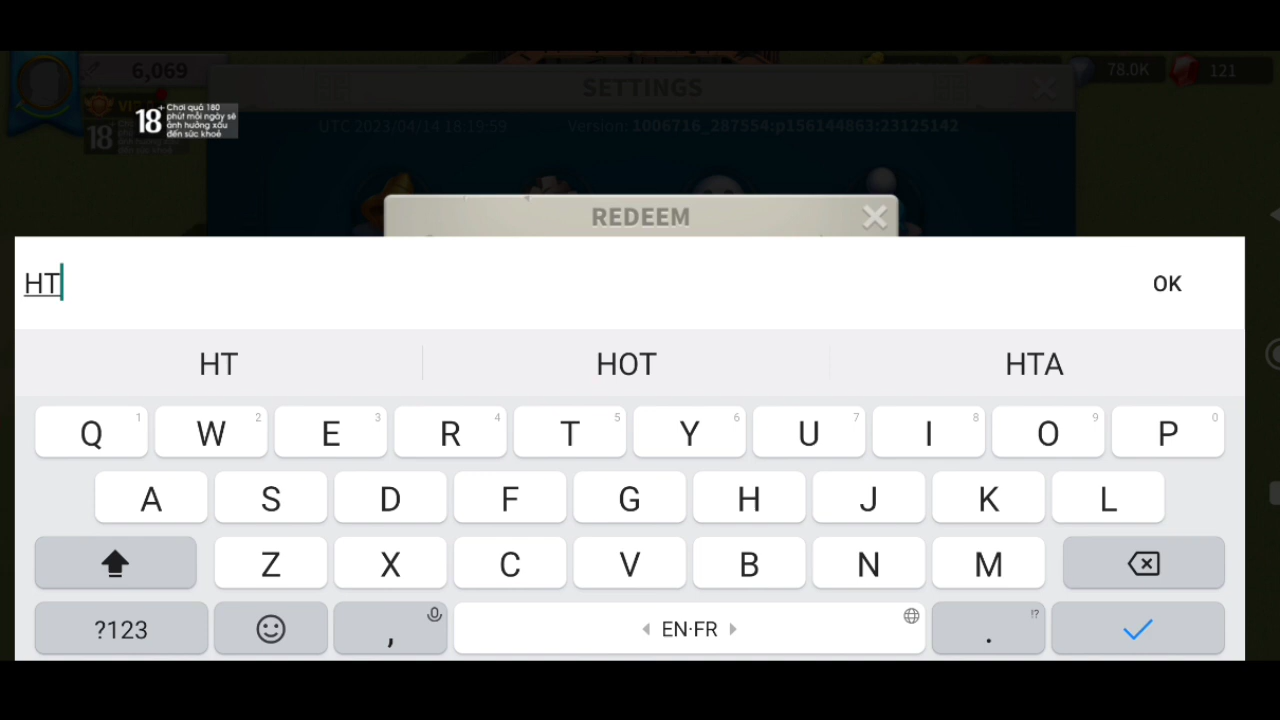 6,069
SETTINGS
78.0K
121
18+
Chơi quá 180
phút mỗi ngày sẽ
ảnh hưởng xấu
đến sức khoẻ
18
UTC 2023/04/14 18:19:59
Version: 1006716_287554:p156144863:23125142
REDEEM
HT
OK
HT HOT HTA
Q 1 W 2 E 3 R 4 T 5 Y 6 U 7 I 8 O 9 P 0
A S D F G H J K L
Z X C V B N M
?123 , EN·FR . !?